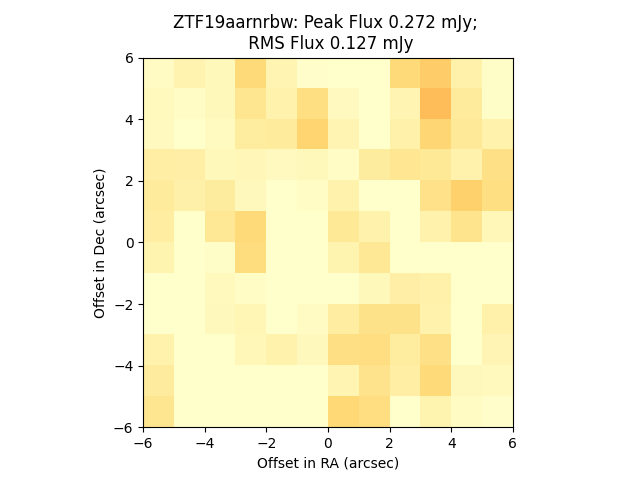 ZTF19aarnrbw: Peak Flux 0.272 mJy;
RMS Flux 0.127 mJy
6
4
2
0
−2
−4
−6
Offset in Dec (arcsec)
−6 −4 −2 0 2 4 6
Offset in RA (arcsec)